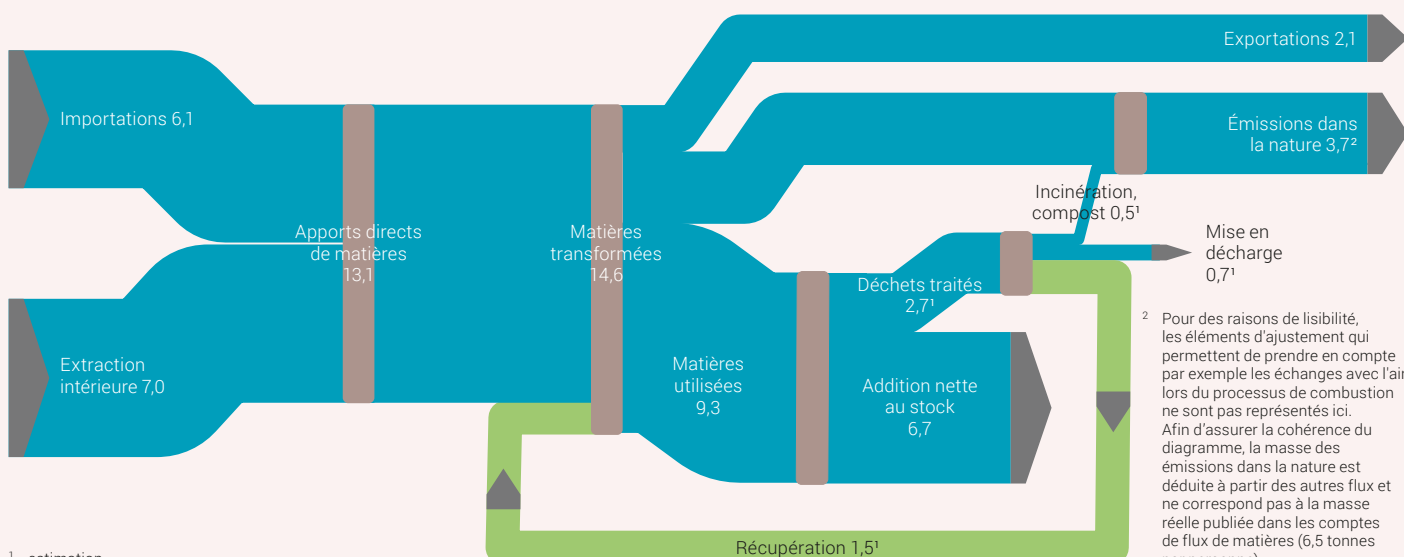 Exportations 2,1
Importations 6,1
Émissions dans
la nature 3,7²
Incinération,
compost 0,5¹
Apports directs
de matières
13,1
Matières
transformées
14,6
Mise en
décharge
0,7¹
Déchets traités
2,7¹
Extraction
intérieure 7,0
Matières
utilisées
9,3
Addition nette
au stock
6,7
² Pour des raisons de lisibilité,
les éléments d'ajustement qui
permettent de prendre en compte
par exemple les échanges avec l'air
lors du processus de combustion
ne sont pas représentés ici.
Afin d'assurer la cohérence du
diagramme, la masse des
émissions dans la nature est
déduite à partir des autres flux et
ne correspond pas à la masse
réelle publiée dans les comptes
de flux de matières (6,5 tonnes
Récupération 1,5¹
¹ estimation